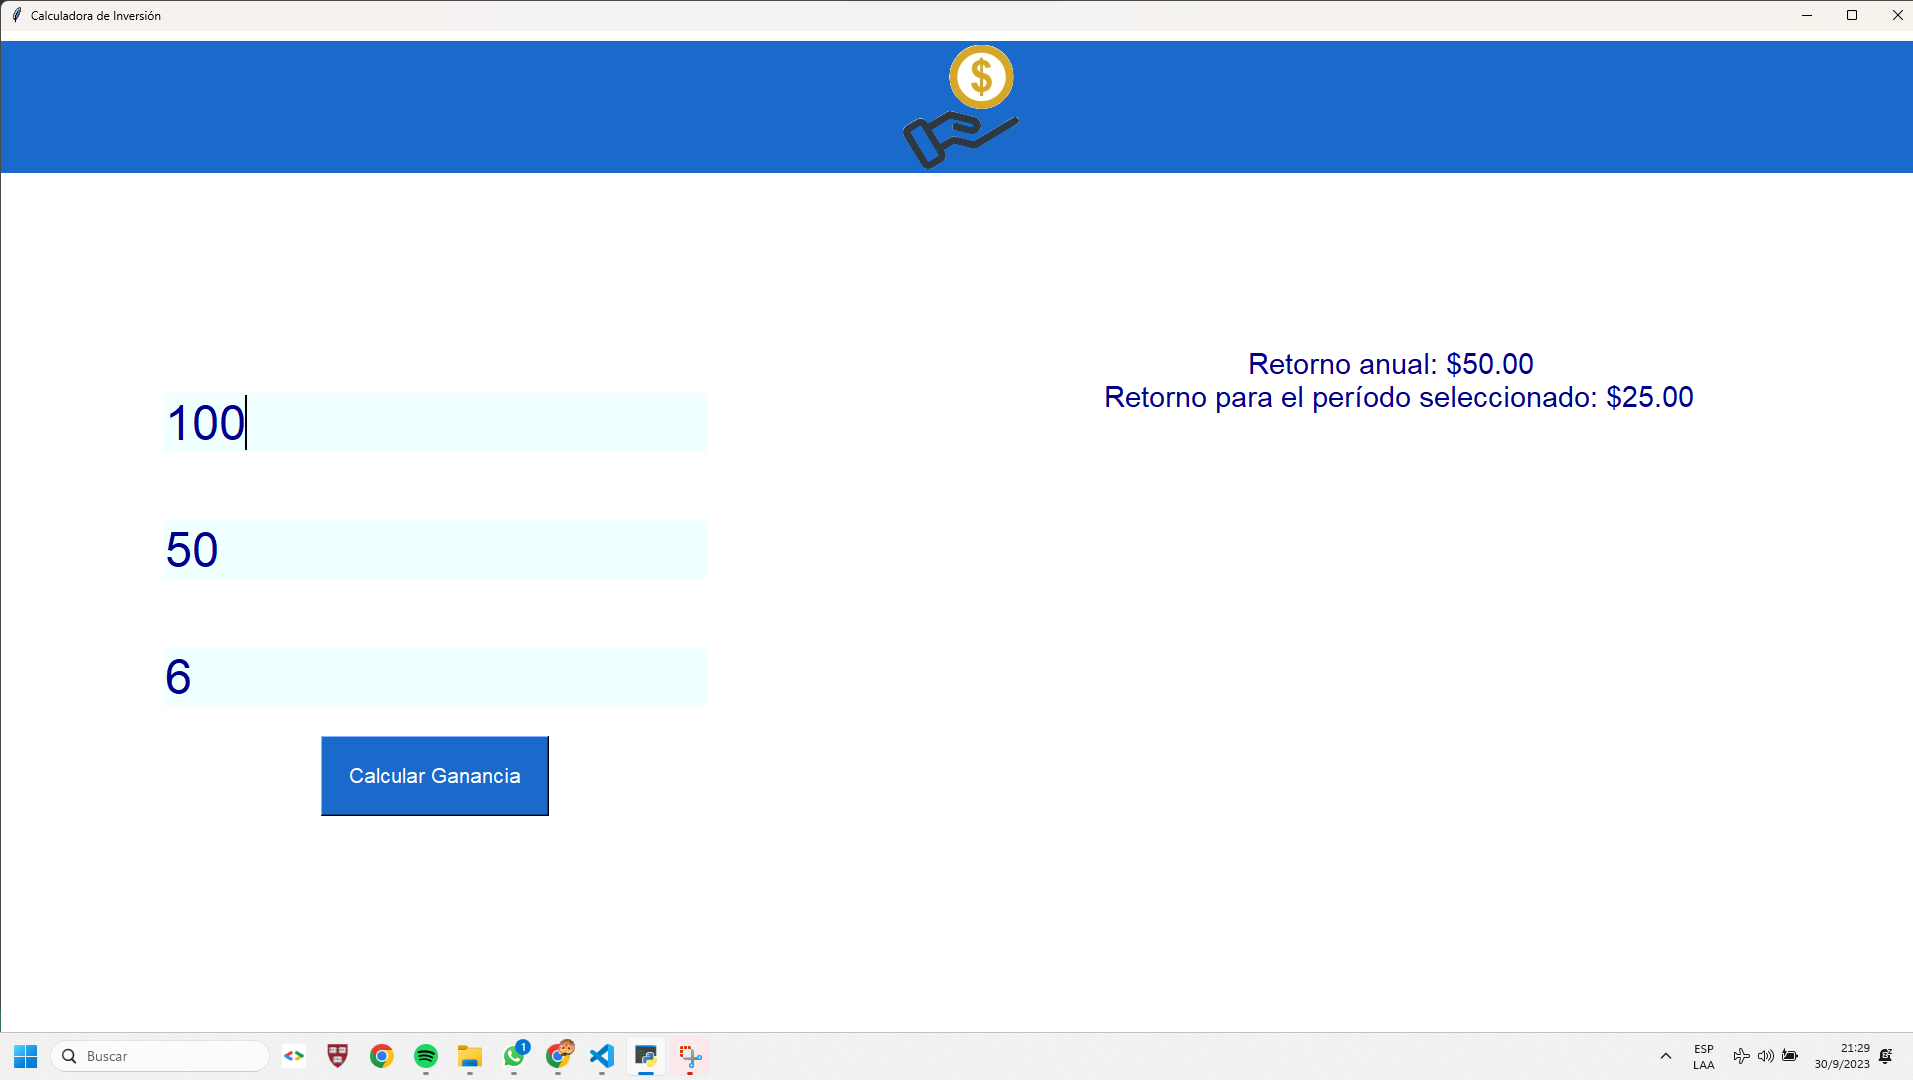 Calculadora de Inversión
$
Retorno anual: $50.00
Retorno para el período seleccionado: $25.00
100
50
6
Calcular Ganancia
Buscar
1
ESP
LAA
21:29
30/9/2023